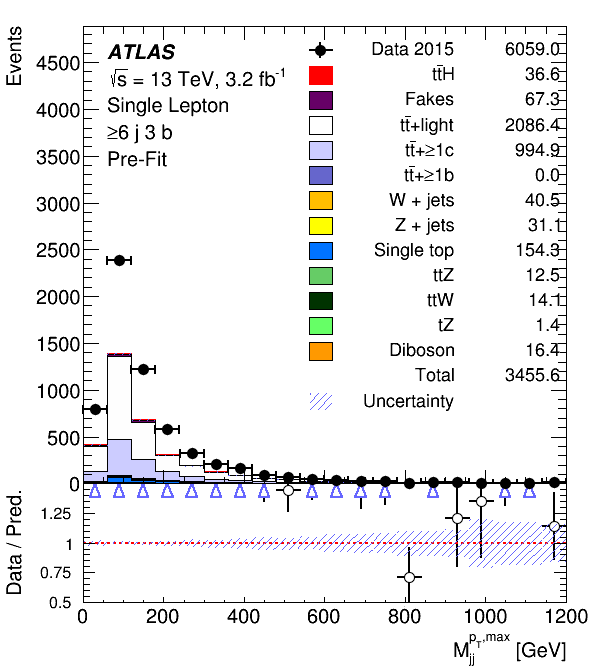 Events
4500
4000
3500
3000
2500
2000
1500
1000
500
0
ATLAS
√s = 13 TeV, 3.2 fb-1
Single Lepton
≥6 j 3 b
Pre-Fit
Data 2015 6059.0
tt̄H 36.6
Fakes 67.3
tt̄+light 2086.4
tt̄+≥1c 994.9
tt̄+≥1b 0.0
W + jets 40.5
Z + jets 31.1
Single top 154.3
ttZ 12.5
ttW 14.1
tZ 1.4
Diboson 16.4
Total 3455.6
Uncertainty
Data / Pred.
1.25
1
0.75
0.5
0 200 400 600 800 1000 1200
M_jj^p_T,max [GeV]